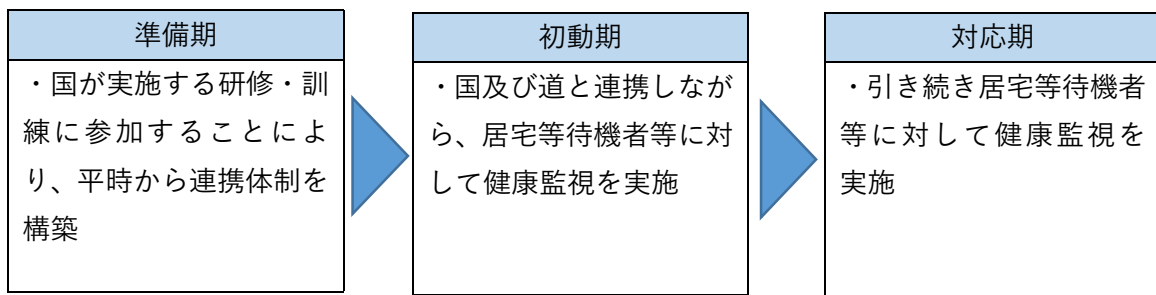 準備期
・国が実施する研修・訓
練に参加することによ
り、平時から連携体制を
構築
初動期
・国及び道と連携しなが
ら、居宅等待機者等に対
して健康監視を実施
対応期
・引き続き居宅等待機者
等に対して健康監視を
実施